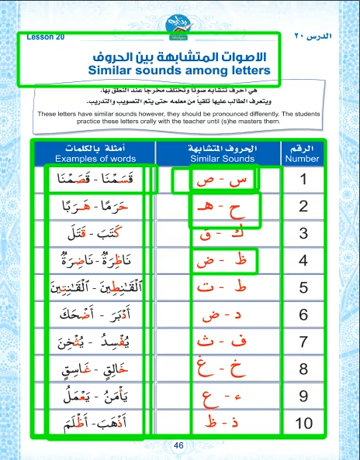 Lesson 20
الدرس ٢٠
الاصوات المتشابهة بين الحروف
Similar sounds among letters
هي احرف تتشابه صوتا وتختلف مخرجا عند النطق بها.
ويتعرف الطالب عليها تلقيا من معلمه حتى يتم التصويب والتدريب.
These letters have similar sounds however, they should be pronounced differently. The students
practice these letters orally with the teacher until (s)he masters them.
الرقم الحروف المتشابهة أمثلة بالكلمات
Number Similar Sounds Examples of words
1 س - ص قَسَمْنَا - قَصَمْنَا
2 ح - هـ حَرَمًا - هَرَبًا
3 ك - ق كَتَبَ - قَتَلَ
4 ظ - ض نَاظِرَةٌ - نَاضِرَةٌ
5 ط - ت الْقَـٰنِطِينَ - الْقَـٰنِتِينَ
6 د - ض أَدْبَرَ - أَضْحَكَ
7 ف - ث يُفْسِدُ - يُثْخِنَ
8 خ - غ خَالِقٍ - غَاسِقٍ
9 ء - ع يَأْمَنُ - يَعْمَلُ
10 ذ - ظ أَذْهَبَ - أَظْلَمَ
46